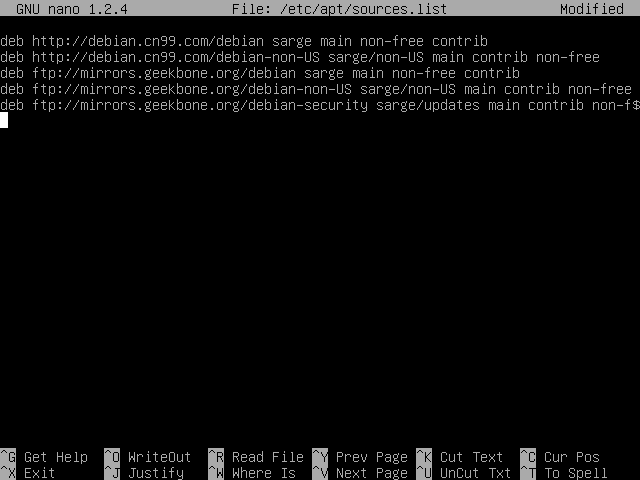 GNU nano 1.2.4 File: /etc/apt/sources.list Modified
deb http://debian.cn99.com/debian sarge main non-free contrib
deb http://debian.cn99.com/debian-non-US sarge/non-US main contrib non-free
deb ftp://mirrors.geekbone.org/debian sarge main non-free contrib
deb ftp://mirrors.geekbone.org/debian-non-US sarge/non-US main contrib non-free
deb ftp://mirrors.geekbone.org/debian-security sarge/updates main contrib non-f$
^G Get Help ^O WriteOut ^R Read File ^Y Prev Page ^K Cut Text ^C Cur Pos
^X Exit ^J Justify ^W Where Is ^V Next Page ^U UnCut Txt ^T To Spell